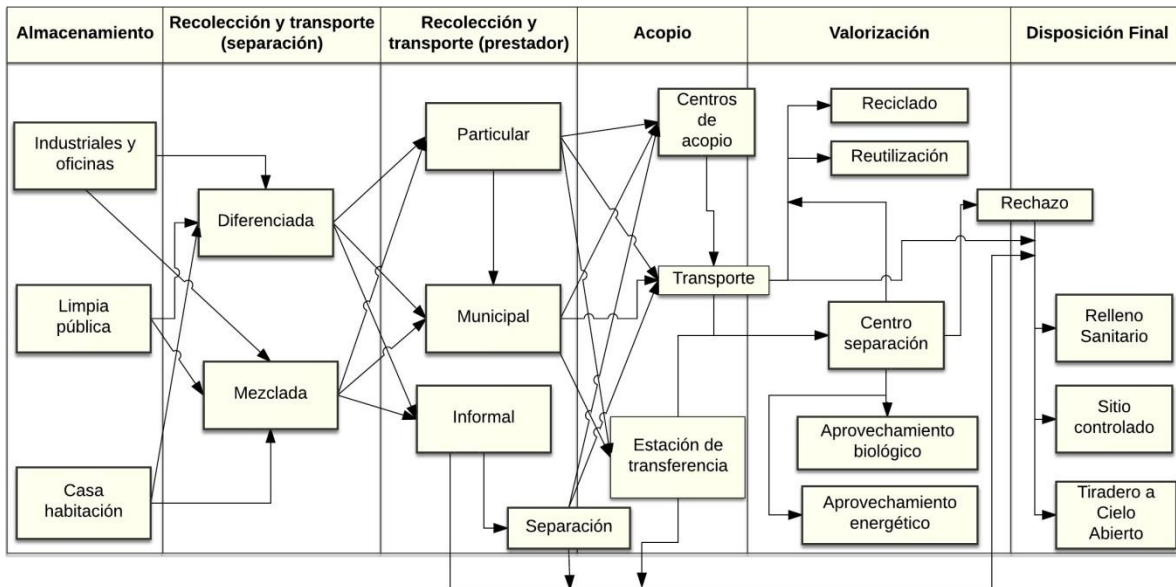 Almacenamiento
Recolección y transporte
(separación)
Recolección y
transporte (prestador)
Acopio
Valorización
Disposición Final
Industriales y
oficinas
Limpia
pública
Casa
habitación
Diferenciada
Mezclada
Particular
Municipal
Informal
Separación
Centros
de
acopio
Transporte
Estación de
transferencia
Reciclado
Reutilización
Centro
separación
Aprovechamiento
biológico
Aprovechamiento
energético
Rechazo
Relleno
Sanitario
Sitio
controlado
Tiradero a
Cielo
Abierto